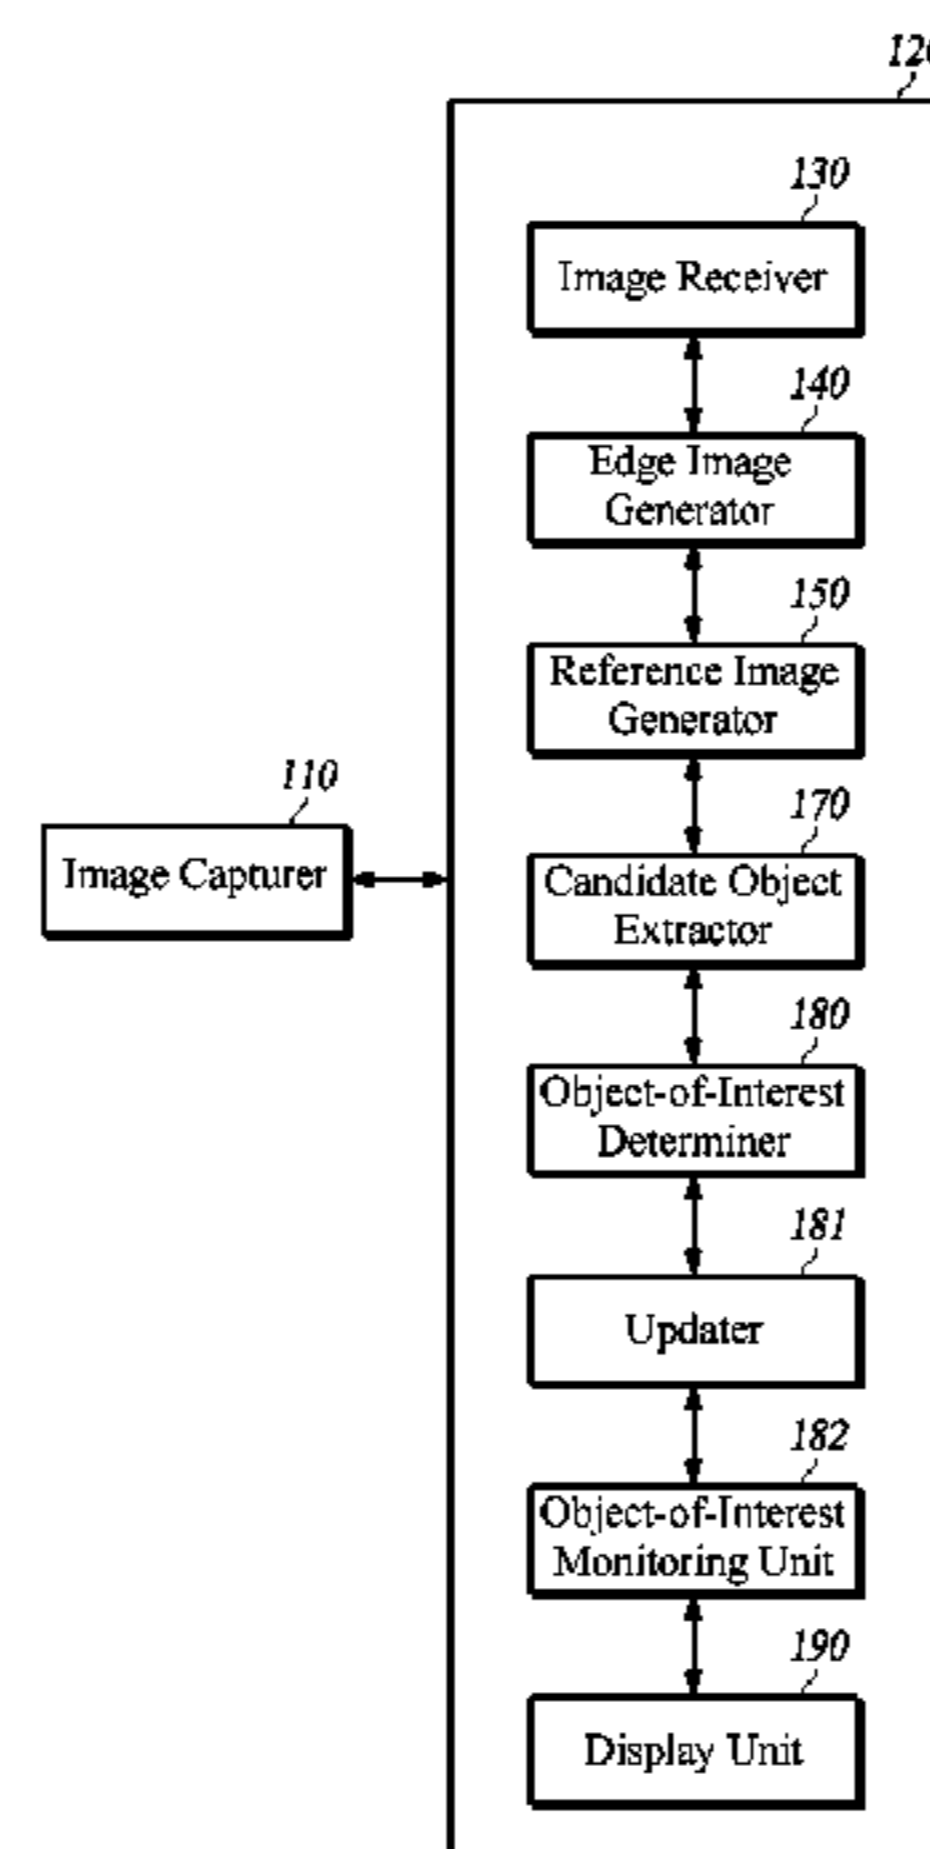 130
Image Receiver
140
Edge Image
Generator
150
Reference Image
Generator
110
Image Capturer
170
Candidate Object
Extractor
180
Object-of-Interest
Determiner
181
Updater
182
Object-of-Interest
Monitoring Unit
190
Display Unit